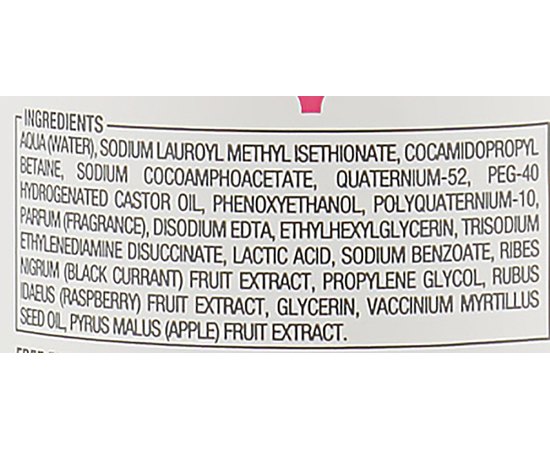 INGREDIENTS
AQUA (WATER), SODIUM LAUROYL METHYL ISETHIONATE, COCAMIDOPROPYL
BETAINE, SODIUM COCOAMPHOACETATE, QUATERNIUM-52, PEG-40
HYDROGENATED CASTOR OIL, PHENOXYETHANOL, POLYQUATERNIUM-10,
PARFUM (FRAGRANCE), DISODIUM EDTA, ETHYLHEXYLGLYCERIN, TRISODIUM
ETHYLENEDIAMINE DISUCCINATE, LACTIC ACID, SODIUM BENZOATE, RIBES
NIGRUM (BLACK CURRANT) FRUIT EXTRACT, PROPYLENE GLYCOL, RUBUS
IDAEUS (RASPBERRY) FRUIT EXTRACT, GLYCERIN, VACCINIUM MYRTILLUS
SEED OIL, PYRUS MALUS (APPLE) FRUIT EXTRACT.